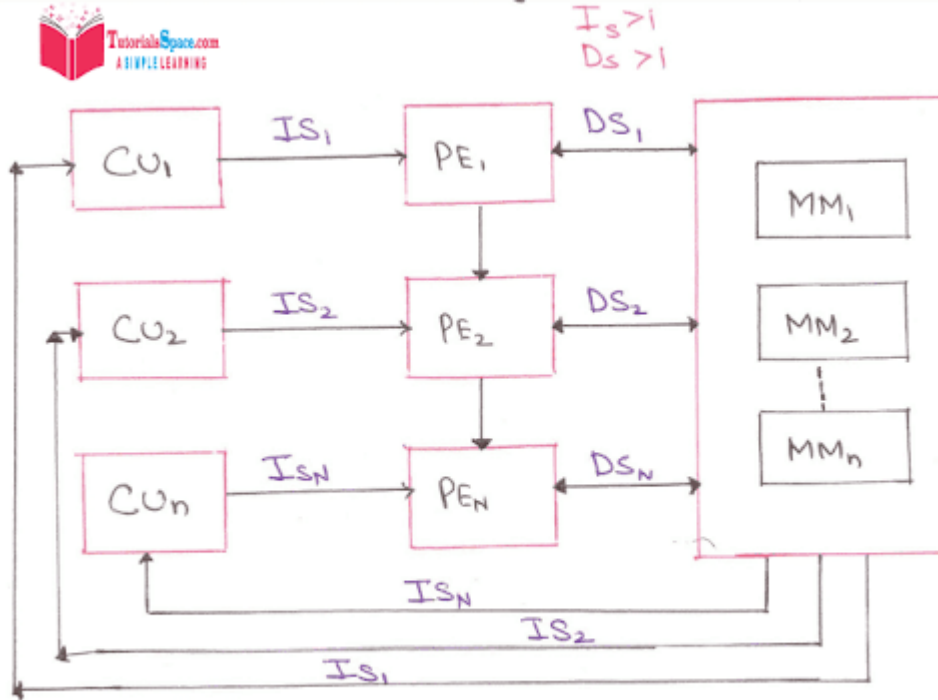 TutorialsSpace.com
A SIMPLE LEARNING
Is >i
Ds >1
CU₁
IS₁
PE₁
DS₁
MM₁
CU₂
IS₂
PE₂
DS₂
MM₂
CUn
ISN
PEN
DSN
MMn
ISN
IS₂
IS₁